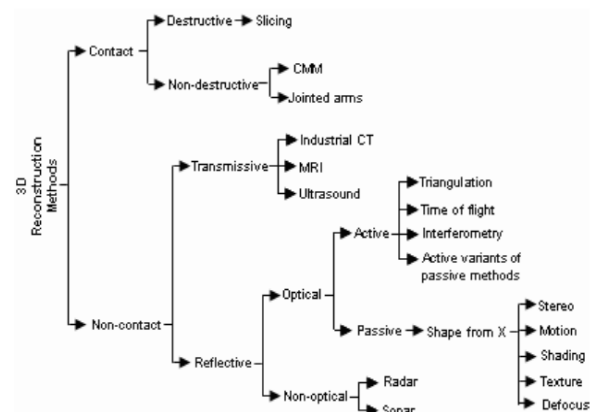 3D
Reconstruction
Methods
Contact
Destructive
Slicing
Non-destructive
CMM
Jointed arms
Non-contact
Transmissive
Industrial CT
MRI
Ultrasound
Reflective
Optical
Active
Triangulation
Time of flight
Interferometry
Active variants of
passive methods
Passive
Shape from X
Stereo
Motion
Shading
Texture
Defocus
Non-optical
Radar
Sonar